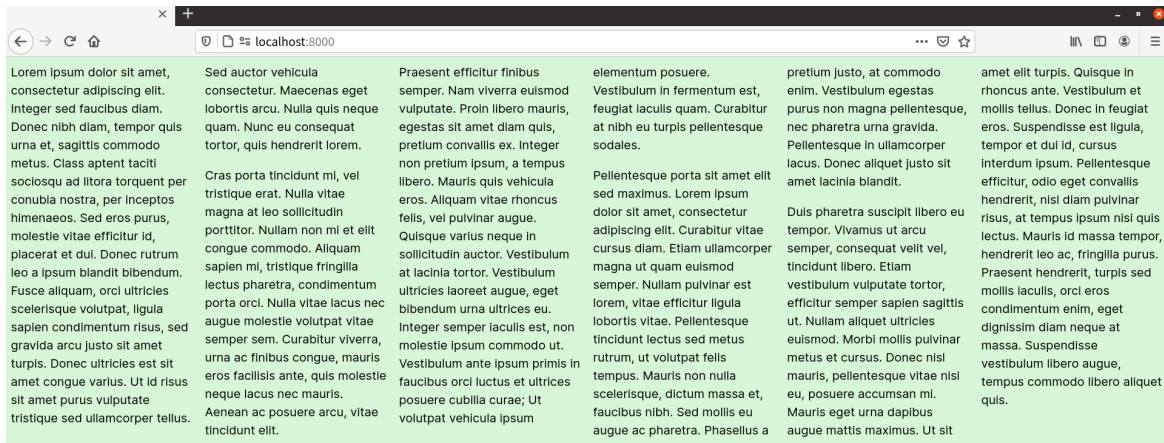 localhost:8000
Lorem ipsum dolor sit amet,
consectetur adipiscing elit.
Integer sed faucibus diam.
Donec nibh diam, tempor quis
urna et, sagittis commodo
metus. Class aptent taciti
sociosqu ad litora torquent per
conubia nostra, per inceptos
himenaeos. Sed eros purus,
molestie vitae efficitur id,
placerat et dui. Donec rutrum
leo a ipsum blandit bibendum.
Fusce aliquam, orci ultricies
scelerisque volutpat, ligula
sapien condimentum risus, sed
gravida arcu justo sit amet
turpis. Donec ultricies est sit
amet congue varius. Ut id risus
sit amet purus vulputate
tristique sed ullamcorper tellus.
Sed auctor vehicula
consectetur. Maecenas eget
lobortis arcu. Nulla quis neque
quam. Nunc eu consequat
tortor, quis hendrerit lorem.
Cras porta tincidunt mi, vel
tristique erat. Nulla vitae
magna at leo sollicitudin
porttitor. Nullam non mi et elit
congue commodo. Aliquam
sapien mi, tristique fringilla
lectus pharetra, condimentum
porta orci. Nulla vitae lacus nec
augue molestie volutpat vitae
semper sem. Curabitur viverra,
urna ac finibus congue, mauris
eros facilisis ante, quis molestie
neque lacus nec mauris.
Aenean ac posuere arcu, vitae
tincidunt elit.
Praesent efficitur finibus
semper. Nam viverra euismod
vulputate. Proin libero mauris,
egestas sit amet diam quis,
pretium convallis ex. Integer
non pretium ipsum, a tempus
libero. Mauris quis vehicula
eros. Aliquam vitae rhoncus
felis, vel pulvinar augue.
Quisque varius neque in
sollicitudin auctor. Vestibulum
at lacinia tortor. Vestibulum
ultricies laoreet augue, eget
bibendum urna ultrices eu.
Integer semper iaculis est, non
molestie ipsum commodo ut.
Vestibulum ante ipsum primis in
faucibus orci luctus et ultrices
posuere cubilia curae; Ut
volutpat vehicula ipsum
elementum posuere.
Vestibulum in fermentum est,
feugiat iaculis quam. Curabitur
at nibh eu turpis pellentesque
sodales.
Pellentesque porta sit amet elit
sed maximus. Lorem ipsum
dolor sit amet, consectetur
adipiscing elit. Curabitur vitae
cursus diam. Etiam ullamcorper
magna ut quam euismod
semper. Nullam pulvinar est
lorem, vitae efficitur ligula
lobortis vitae. Pellentesque
tincidunt lectus sed metus
rutrum, ut volutpat felis
tempus. Mauris non nulla
scelerisque, dictum massa et,
faucibus nibh. Sed mollis eu
augue ac pharetra. Phasellus a
pretium justo, at commodo
enim. Vestibulum egestas
purus non magna pellentesque,
nec pharetra urna gravida.
Pellentesque in ullamcorper
lacus. Donec aliquet justo sit
amet lacinia blandit.
Duis pharetra suscipit libero eu
tempor. Vivamus ut arcu
semper, consequat velit vel,
tincidunt libero. Etiam
vestibulum vulputate tortor,
efficitur semper sapien sagittis
ut. Nullam aliquet ultricies
euismod. Morbi mollis pulvinar
metus et cursus. Donec nisl
mauris, pellentesque vitae nisi
eu, posuere accumsan mi.
Mauris eget urna dapibus
augue mattis maximus. Ut sit
amet elit turpis. Quisque in
rhoncus ante. Vestibulum et
mollis tellus. Donec in feugiat
eros. Suspendisse est ligula,
tempor et dui id, cursus
interdum ipsum. Pellentesque
efficitur, odio eget convallis
hendrerit, nisl diam pulvinar
risus, at tempus ipsum nisi quis
lectus. Mauris id massa tempor,
hendrerit leo ac, fringilla purus.
Praesent hendrerit, turpis sed
mollis iaculis, orci eros
condimentum enim, eget
dignissim diam neque at
massa. Suspendisse
vestibulum libero augue,
tempus commodo libero aliquet
quis.